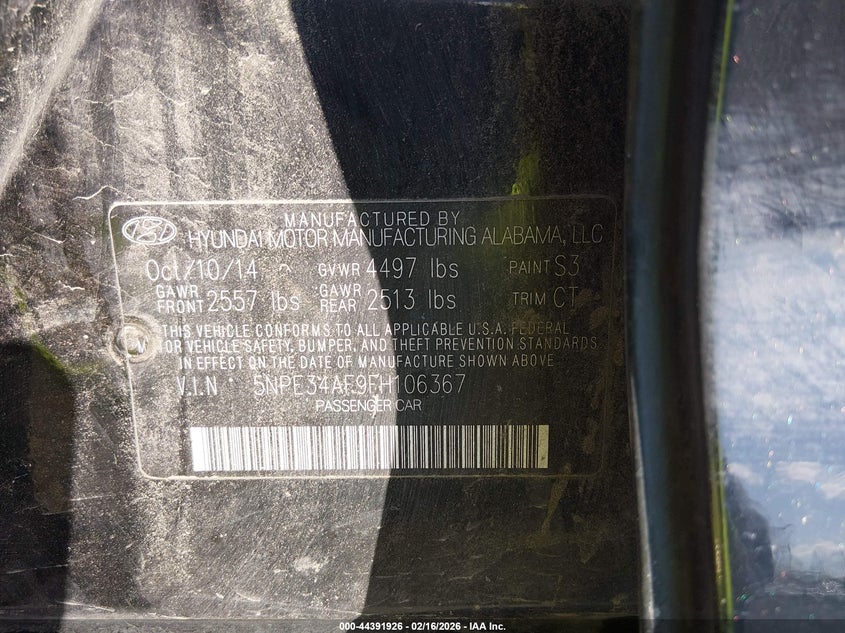 MANUFACTURED BY
HYUNDAI MOTOR MANUFACTURING ALABAMA, LLC
Oct/10/14 GVWR 4497 lbs PAINT S3
GAWR FRONT 2557 lbs GAWR REAR 2513 lbs TRIM CT
THIS VEHICLE CONFORMS TO ALL APPLICABLE U.S.A. FEDERAL
MOTOR VEHICLE SAFETY, BUMPER, AND THEFT PREVENTION STANDARDS
IN EFFECT ON THE DATE OF MANUFACTURE SHOWN ABOVE
V.I.N : 5NPE34AF9FH106367
PASSENGER CAR
000-44391926 - 02/16/2026 - IAA Inc.